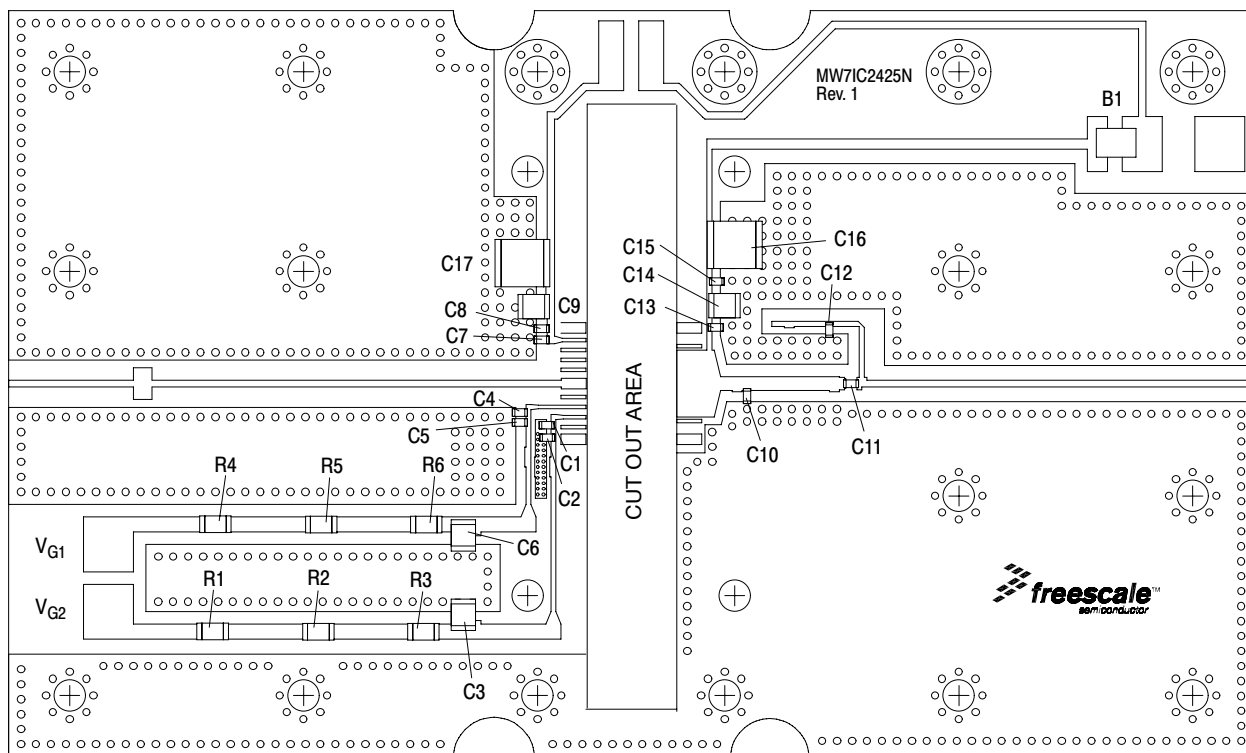 MW7IC2425N
Rev. 1
B1
C17
C15
C16
C14
C12
C8
C9
C13
C7
CUT OUT AREA
C4
C5
C1
C10
C11
C2
R4
R5
R6
VG1
C6
R1
R2
R3
VG2
C3
freescale™
semiconductor